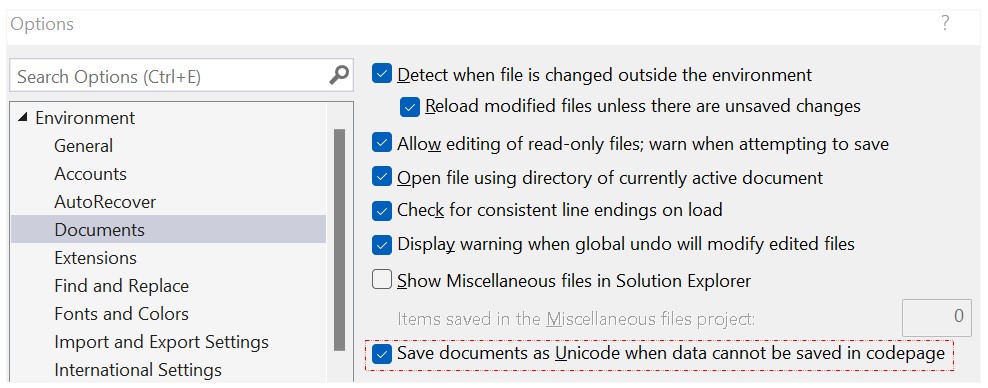 Options
?
Search Options (Ctrl+E)
Environment
General
Accounts
AutoRecover
Documents
Extensions
Find and Replace
Fonts and Colors
Import and Export Settings
International Settings
Detect when file is changed outside the environment
Reload modified files unless there are unsaved changes
Allow editing of read-only files; warn when attempting to save
Open file using directory of currently active document
Check for consistent line endings on load
Display warning when global undo will modify edited files
Show Miscellaneous files in Solution Explorer
Items saved in the Miscellaneous files project:
0
Save documents as Unicode when data cannot be saved in codepage